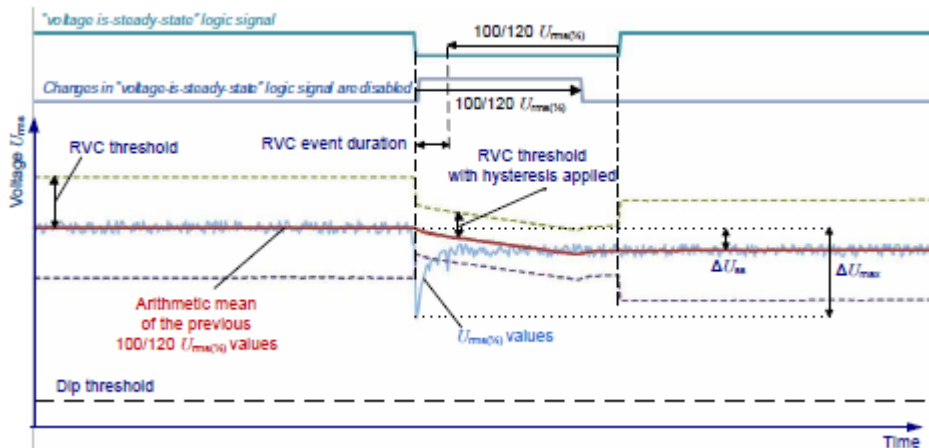 "voltage is-steady-state" logic signal
100/120 Urms(½)
Changes in "voltage-is-steady-state" logic signal are disabled
100/120 Urms(½)
Voltage Urms
RVC threshold
RVC event duration
RVC threshold
with hysteresis applied
ΔUss
ΔUmax
Arithmetic mean
of the previous
100/120 Urms(½) values
Urms(½) values
Dip threshold
Time